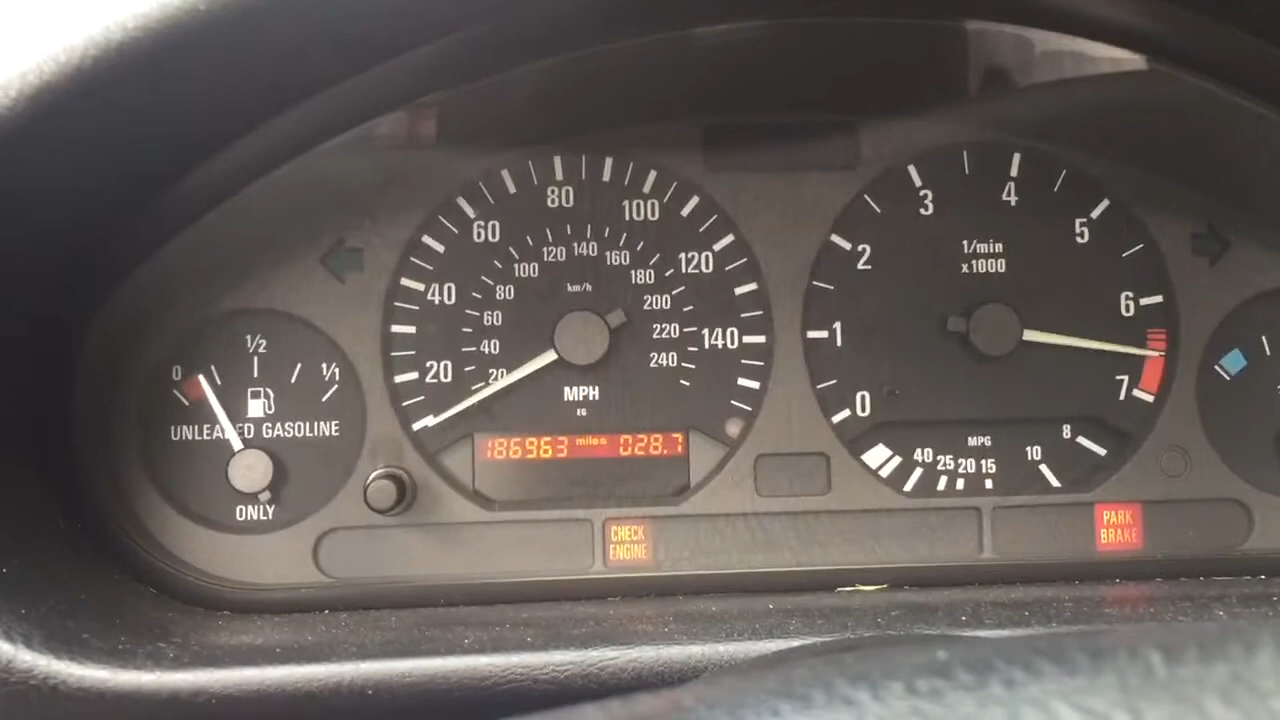 0 1/2 1/1
UNLEADED GASOLINE
ONLY
20 40 60 80 100 120 140
20 40 60 80 100 120 140 160 180 200 220 240
km/h
MPH
EG
186963 miles 028.7
0 1 2 3 4 5 6 7
1/min
x1000
MPG
40 25 20 15 10 8
CHECK
ENGINE
PARK
BRAKE